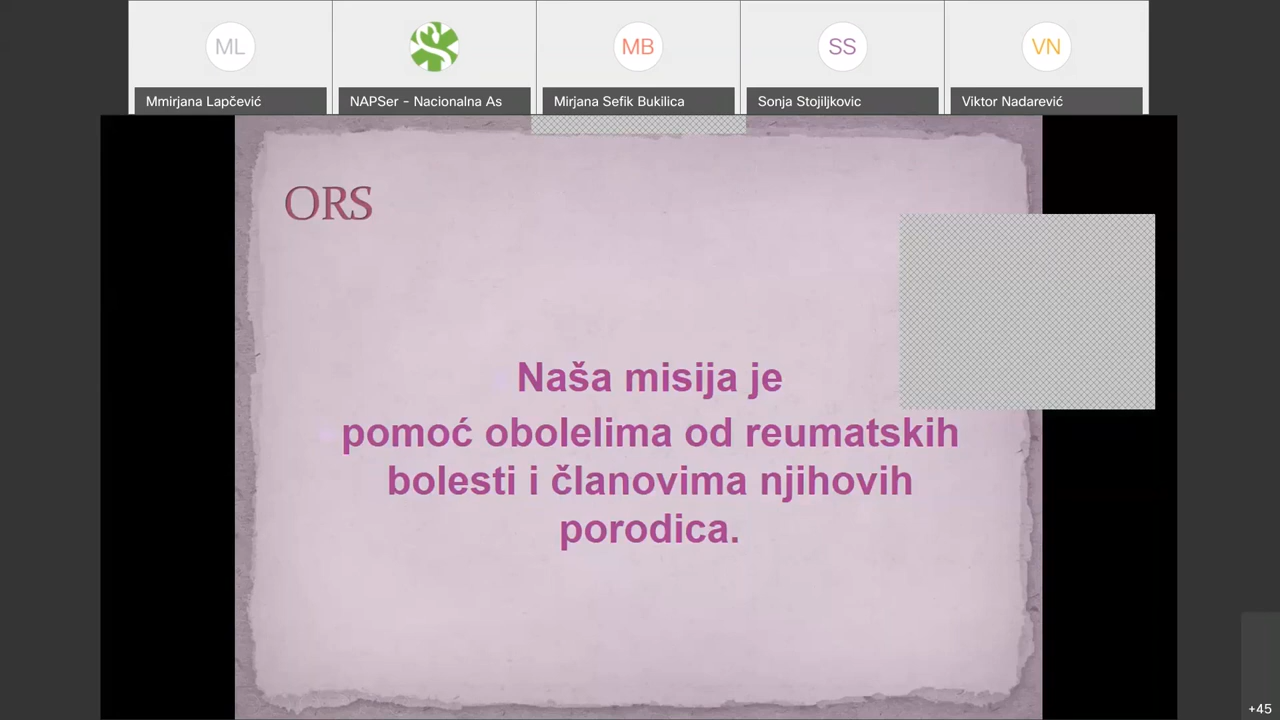 ML
MB
SS
VN
Mmirjana Lapčević
NAPSer - Nacionalna As
Mirjana Sefik Bukilica
Sonja Stojiljkovic
Viktor Nadarević
ORS
Naša misija je
pomoć obolelima od reumatskih
bolesti i članovima njihovih
porodica.
+45